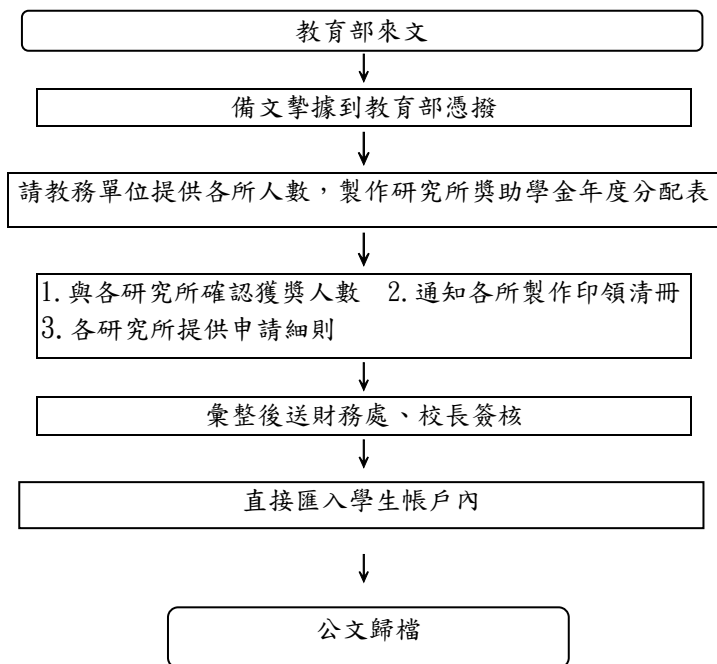 教育部來文
備文摯據到教育部憑撥
請教務單位提供各所人數，製作研究所獎助學金年度分配表
1.與各研究所確認獲獎人數　2.通知各所製作印領清冊
3.各研究所提供申請細則
彙整後送財務處、校長簽核
直接匯入學生帳戶內
公文歸檔